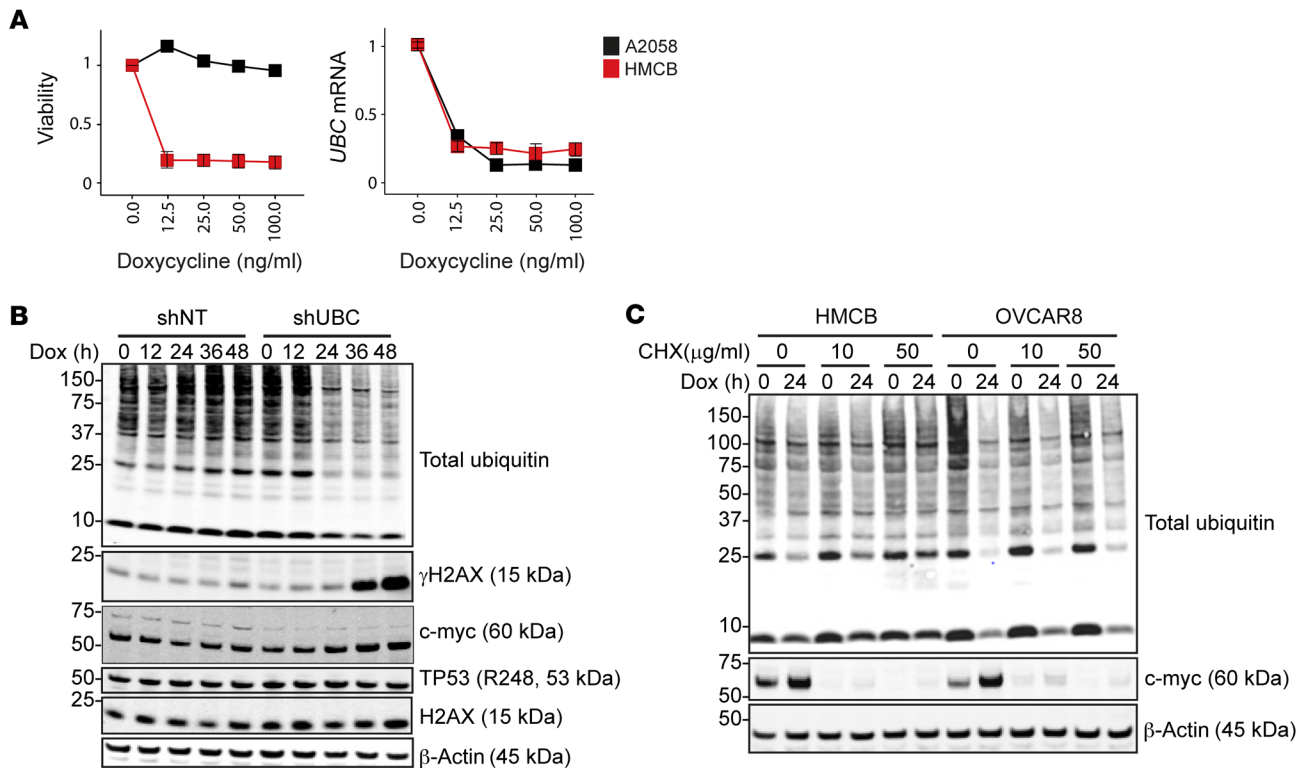 A
Viability
1
0.5
0
0.0 12.5 25.0 50.0 100.0
Doxycycline (ng/ml)
UBC mRNA
1
0.5
0
0.0 12.5 25.0 50.0 100.0
Doxycycline (ng/ml)
A2058
HMCB
B
shNT shUBC
Dox (h) 0 12 24 36 48 0 12 24 36 48
150
75
37
25
10
Total ubiquitin
25
γH2AX (15 kDa)
75
50
c-myc (60 kDa)
50
TP53 (R248, 53 kDa)
25
H2AX (15 kDa)
β-Actin (45 kDa)
C
HMCB OVCAR8
CHX(μg/ml) 0 10 50 0 10 50
Dox (h) 0 24 0 24 0 24 0 24 0 24 0 24
150
100
75
50
37
25
10
Total ubiquitin
75
50
c-myc (60 kDa)
50
β-Actin (45 kDa)